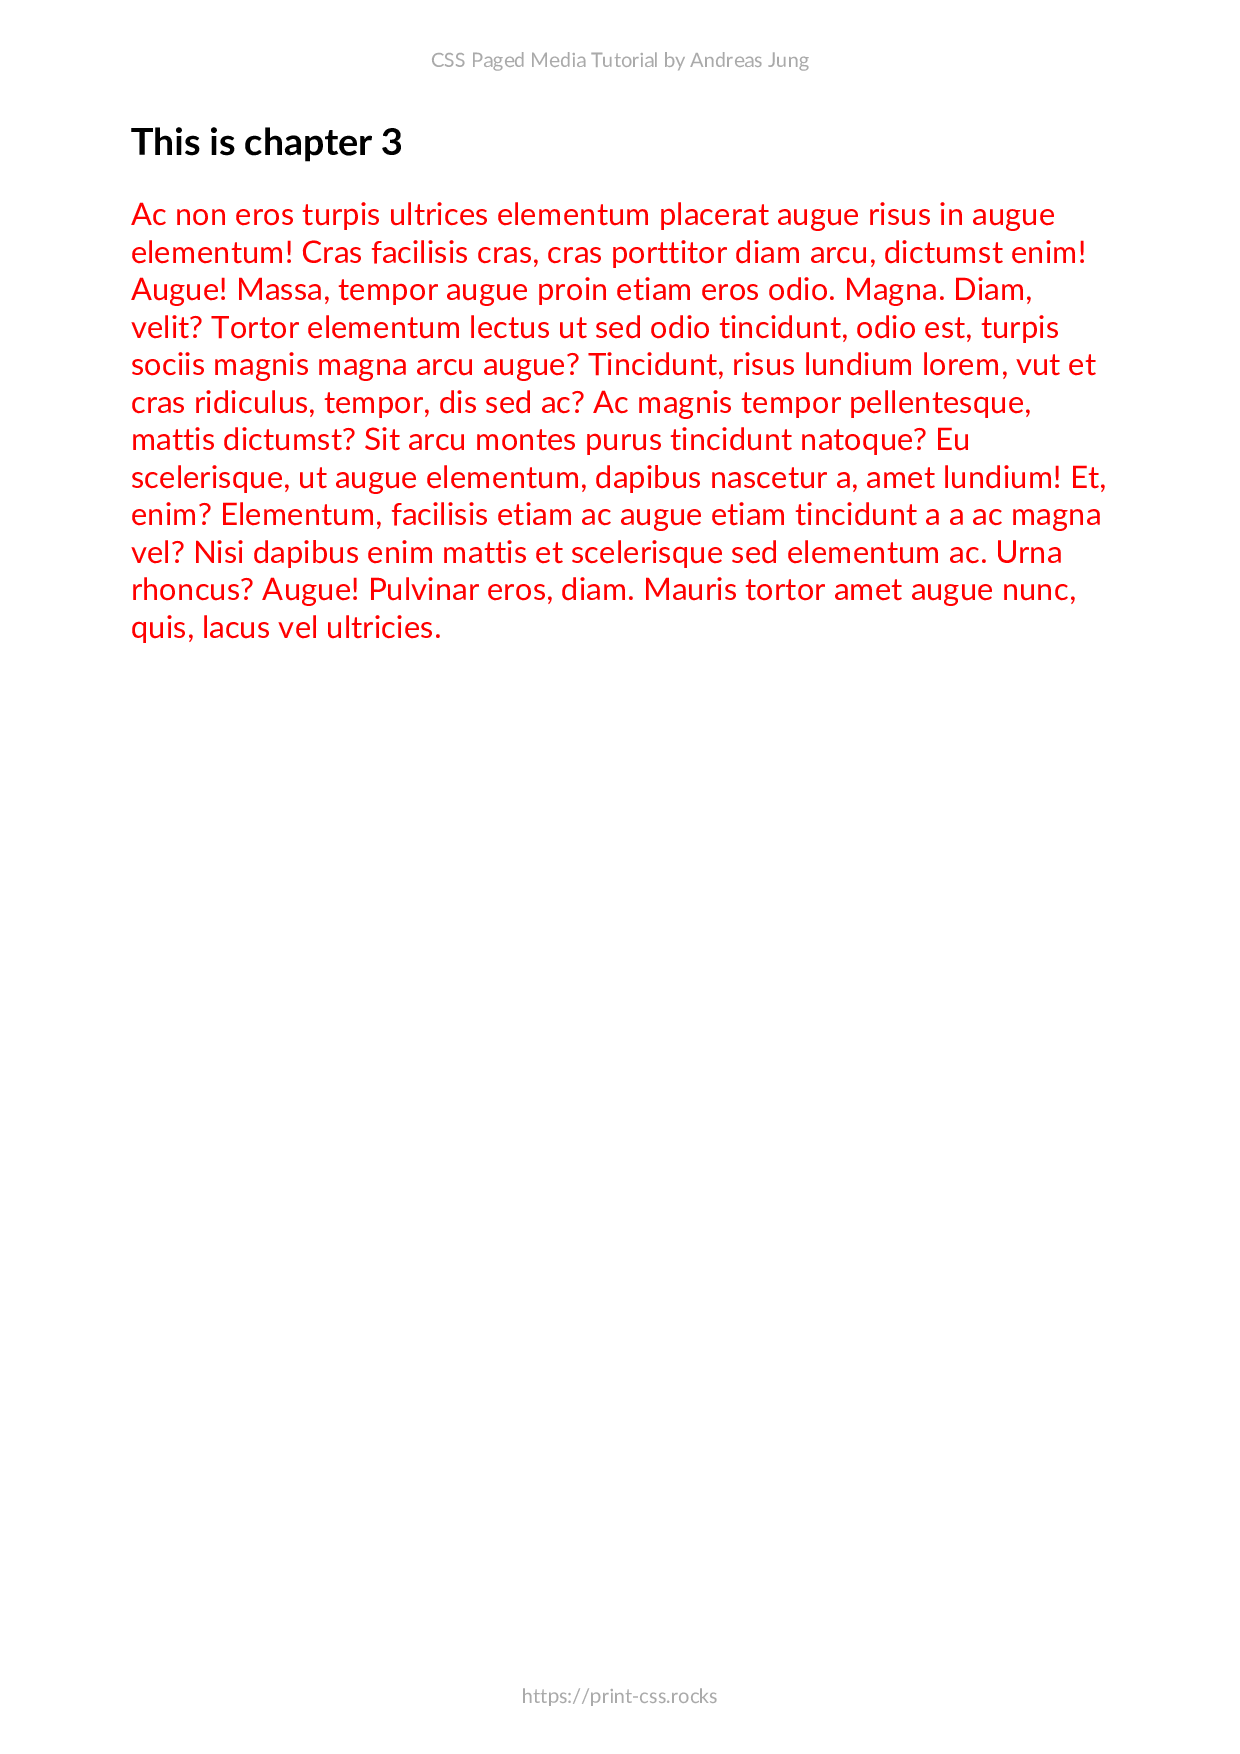 CSS Paged Media Tutorial by Andreas Jung
This is chapter 3
Ac non eros turpis ultrices elementum placerat augue risus in augue
elementum! Cras facilisis cras, cras porttitor diam arcu, dictumst enim!
Augue! Massa, tempor augue proin etiam eros odio. Magna. Diam,
velit? Tortor elementum lectus ut sed odio tincidunt, odio est, turpis
sociis magnis magna arcu augue? Tincidunt, risus lundium lorem, vut et
cras ridiculus, tempor, dis sed ac? Ac magnis tempor pellentesque,
mattis dictumst? Sit arcu montes purus tincidunt natoque? Eu
scelerisque, ut augue elementum, dapibus nascetur a, amet lundium! Et,
enim? Elementum, facilisis etiam ac augue etiam tincidunt a a ac magna
vel? Nisi dapibus enim mattis et scelerisque sed elementum ac. Urna
rhoncus? Augue! Pulvinar eros, diam. Mauris tortor amet augue nunc,
quis, lacus vel ultricies.
https://print-css.rocks